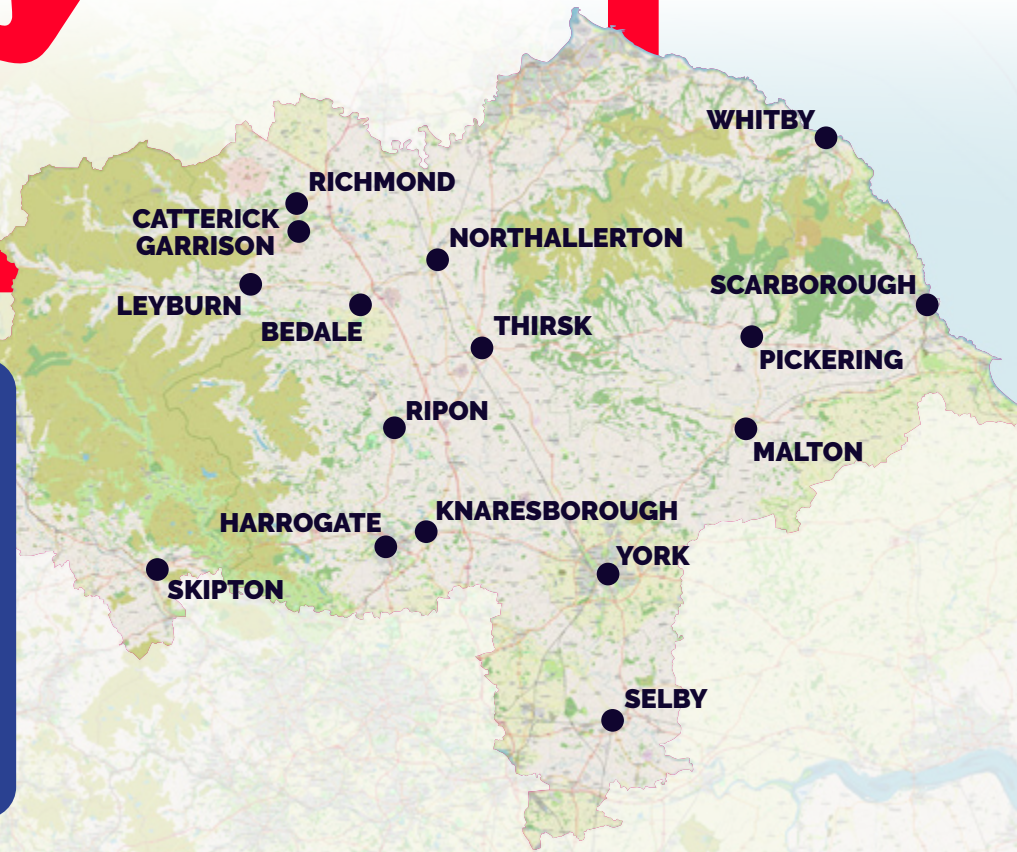 WHITBY
RICHMOND
CATTERICK
GARRISON
NORTHALLERTON
LEYBURN
BEDALE
SCARBOROUGH
THIRSK
PICKERING
RIPON
MALTON
HARROGATE
KNARESBOROUGH
YORK
SKIPTON
SELBY